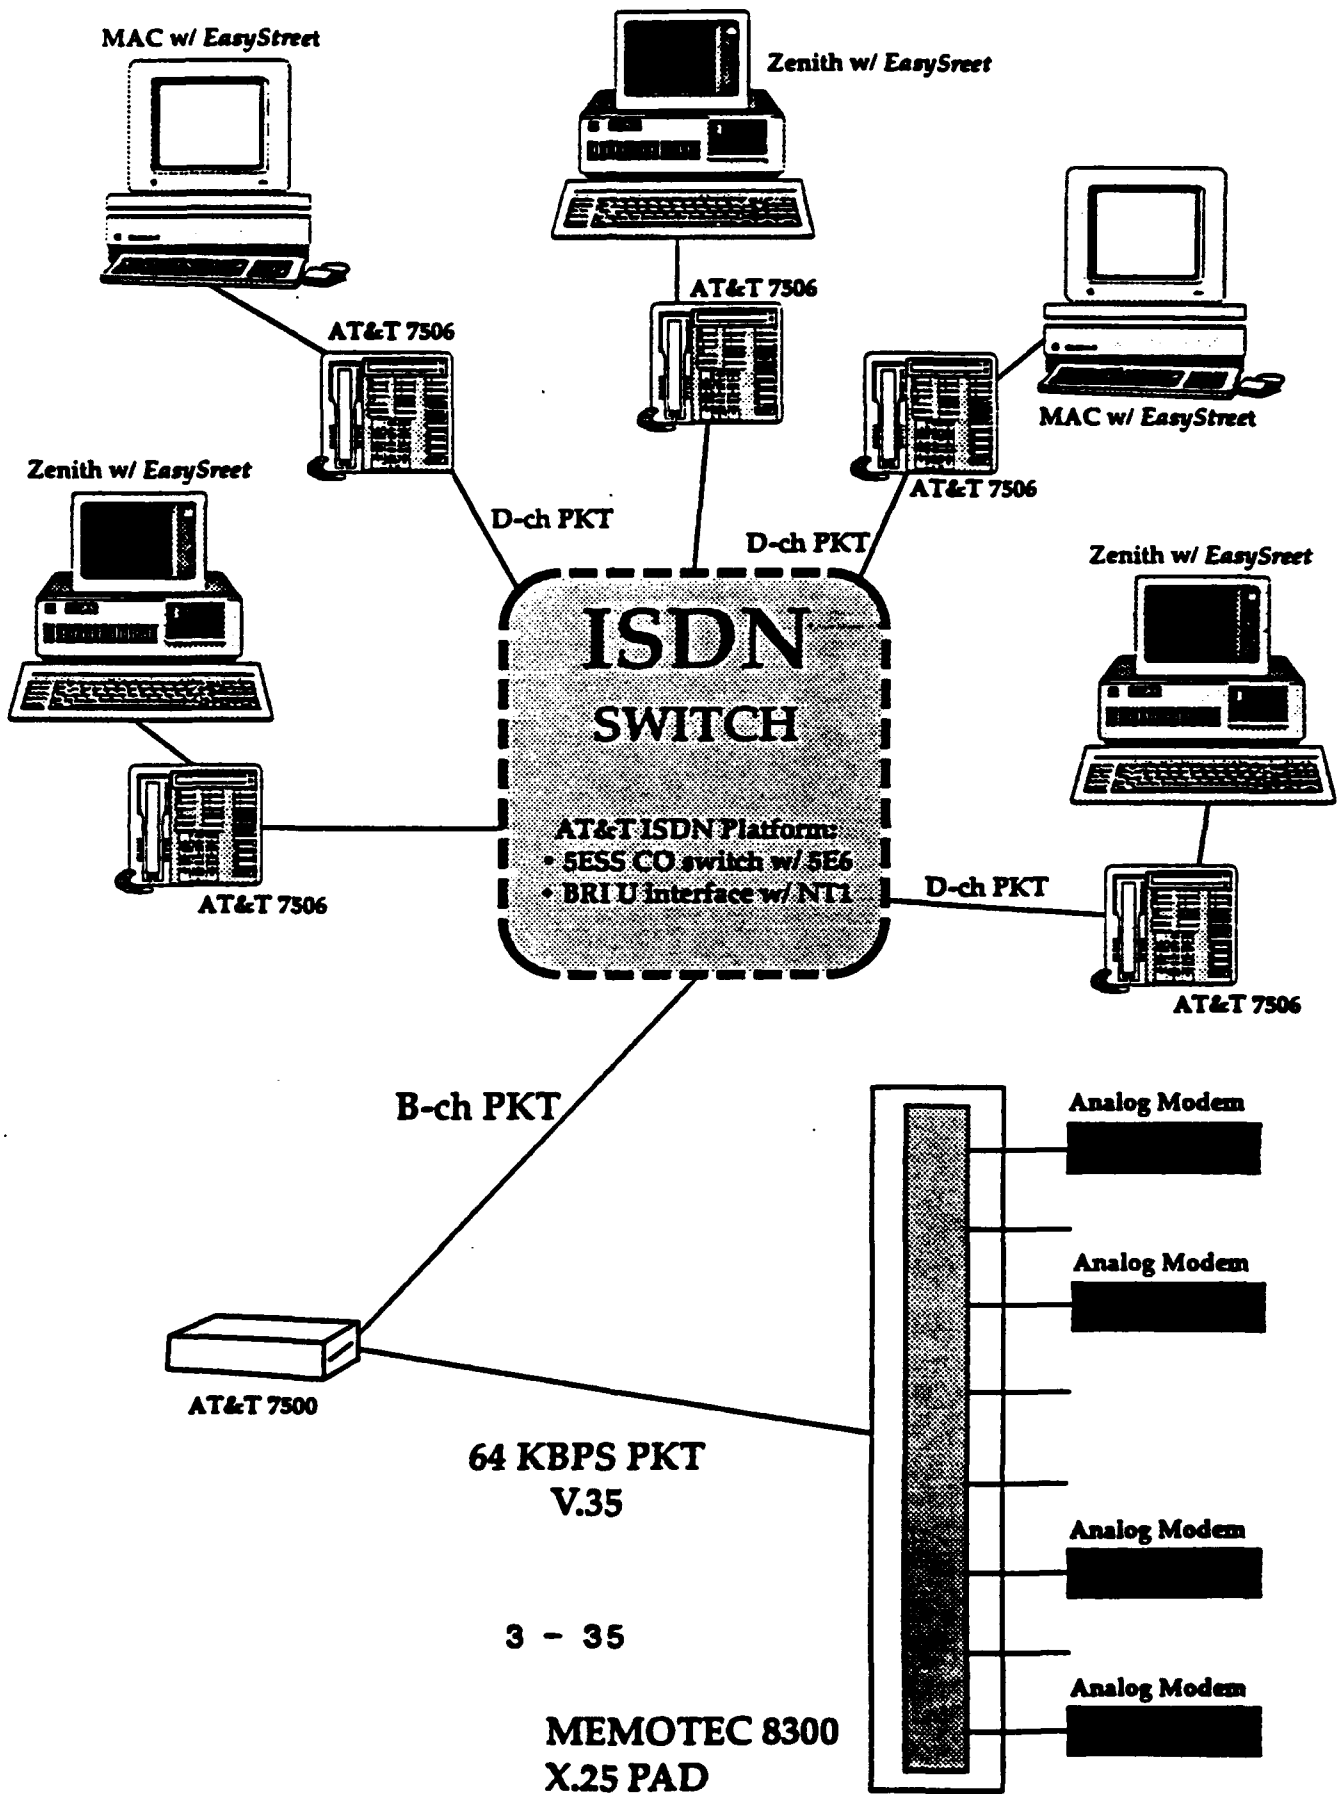 MAC w/ EasyStreet
Zenith w/ EasySreet
AT&T 7506
AT&T 7506
MAC w/ EasyStreet
AT&T 7506
Zenith w/ EasySreet
D-ch PKT
D-ch PKT
Zenith w/ EasySreet
ISDN
SWITCH
AT&T ISDN Platform:
• 5ESS CO switch w/ 5E6
• BRI U Interface w/ NT1
AT&T 7506
D-ch PKT
AT&T 7506
B-ch PKT
Analog Modem
Analog Modem
AT&T 7500
64 KBPS PKT
V.35
Analog Modem
3 - 35
Analog Modem
MEMOTEC 8300
X.25 PAD